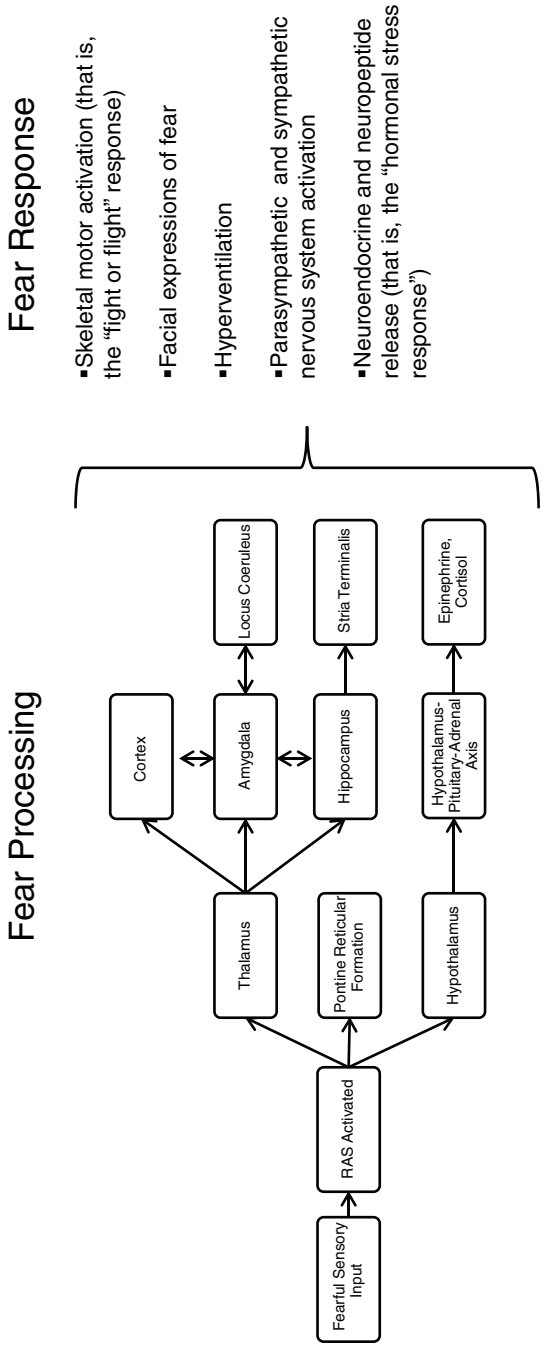 Fear Processing
Fearful Sensory
Input
RAS Activated
Thalamus
Pontine Reticular
Formation
Hypothalamus
Cortex
Amygdala
Hippocampus
Hypothalamus-
Pituitary-Adrenal
Axis
Locus Coeruleus
Stria Terminalis
Epinephrine,
Cortisol
Fear Response
▪Skeletal motor activation (that is,
the “fight or flight” response)
▪Facial expressions of fear
▪Hyperventilation
▪Parasympathetic and sympathetic
nervous system activation
▪Neuroendocrine and neuropeptide
release (that is, the “hormonal stress
response”)